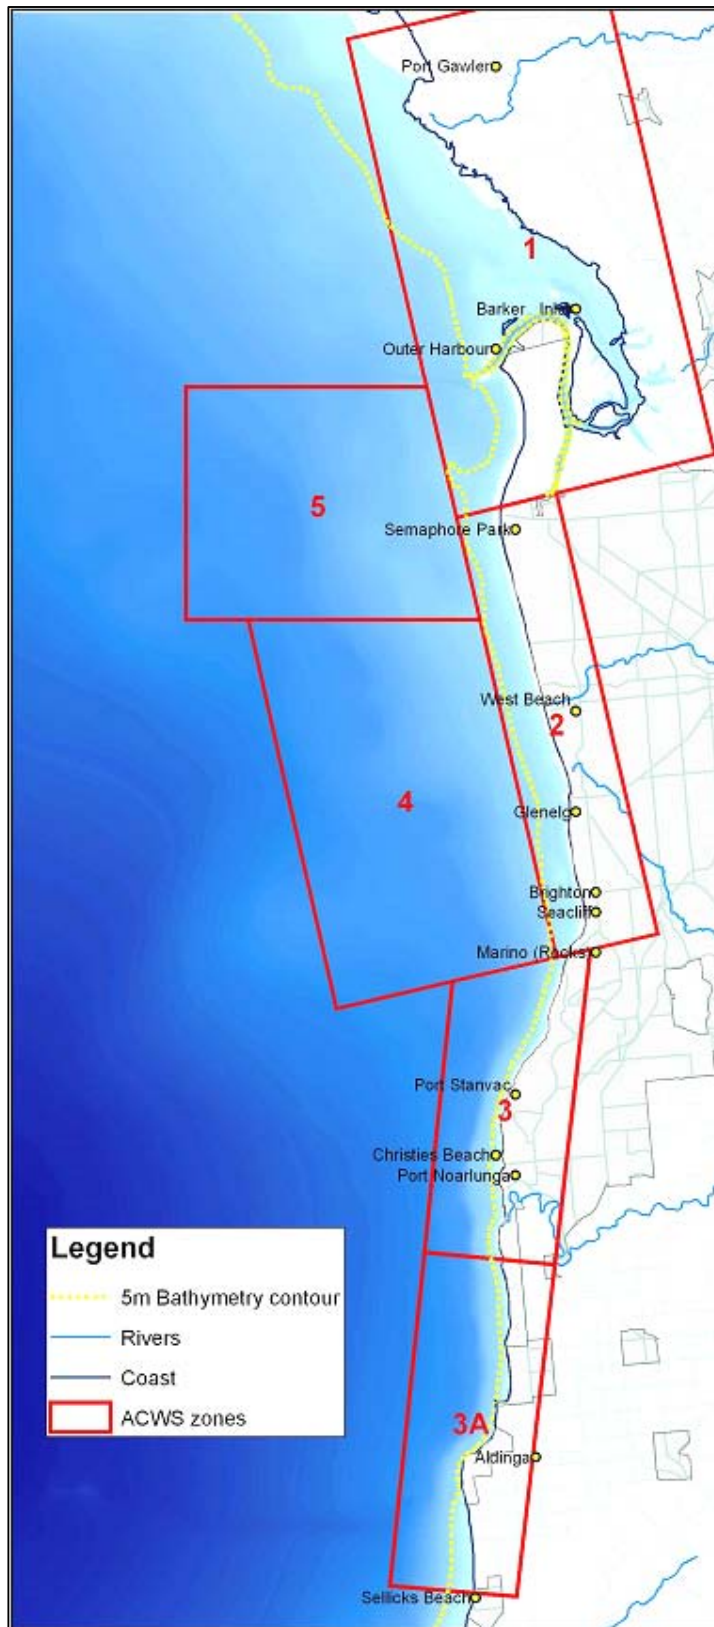 Port Gawler
1
Barker Inlet
Outer Harbour
5
Semaphore Park
West Beach
2
4
Glenelg
Brighton
Seacliff
Marino (Rocks)
Port Stanvac
3
Christies Beach
Port Noarlunga
Legend
5m Bathymetry contour
Rivers
Coast
ACWS zones
3A
Aldinga
Sellicks Beach